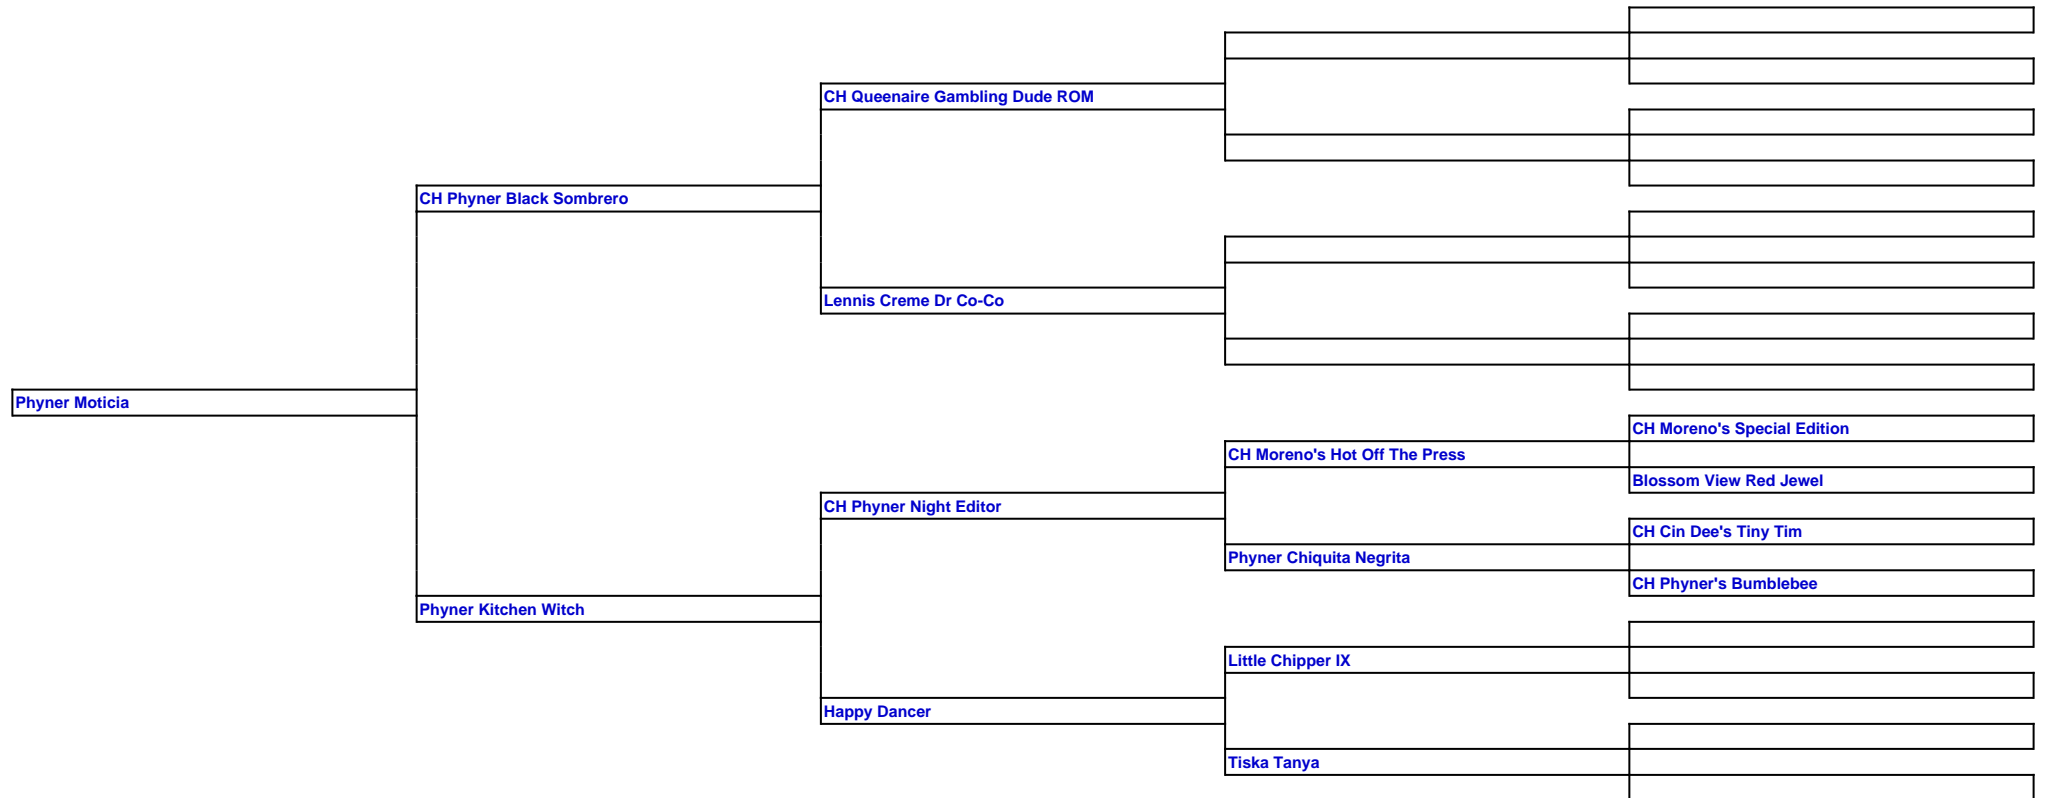 CH Queenaire Gambling Dude ROM
CH Phyner Black Sombrero
Lennis Creme Dr Co-Co
Phyner Moticia
CH Moreno's Special Edition
CH Moreno's Hot Off The Press
Blossom View Red Jewel
CH Phyner Night Editor
CH Cin Dee's Tiny Tim
Phyner Chiquita Negrita
CH Phyner's Bumblebee
Phyner Kitchen Witch
Little Chipper IX
Happy Dancer
Tiska Tanya